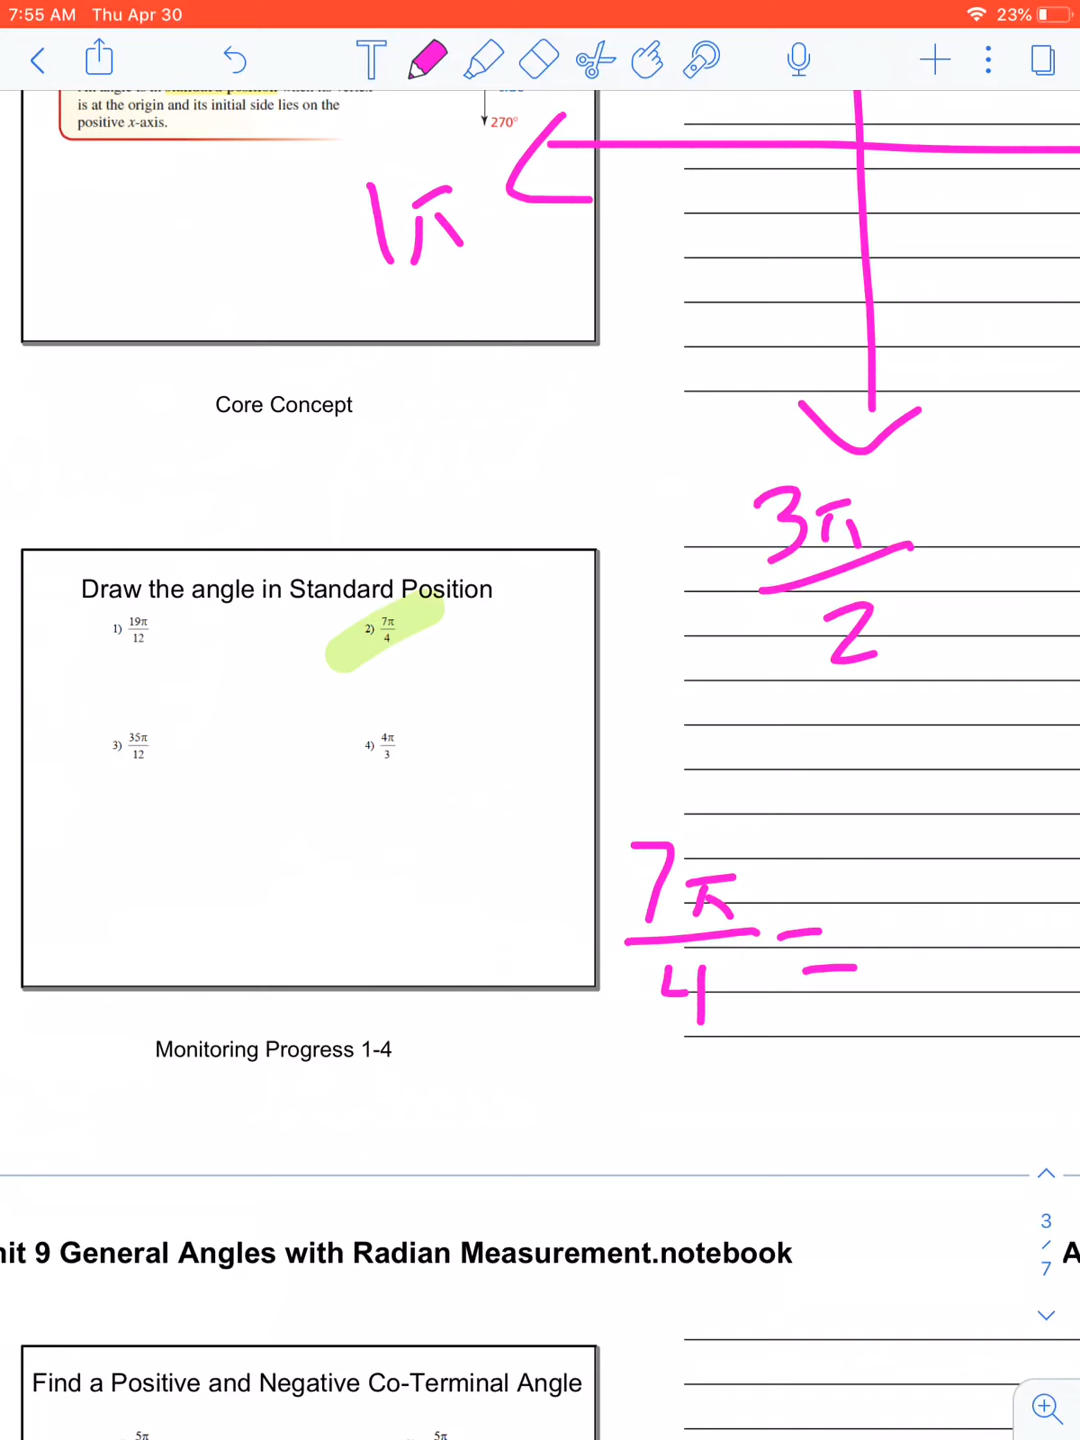 7:55 AM Thu Apr 30
23%
is at the origin and its initial side lies on the
positive x-axis.
270°
1π
Core Concept
3π
2
Draw the angle in Standard Position
1) 19π/12
2) 7π/4
3) 35π/12
4) 4π/3
7π/4 =
Monitoring Progress 1-4
3/7
nit 9 General Angles with Radian Measurement.notebook
A
Find a Positive and Negative Co-Terminal Angle
5π
5π